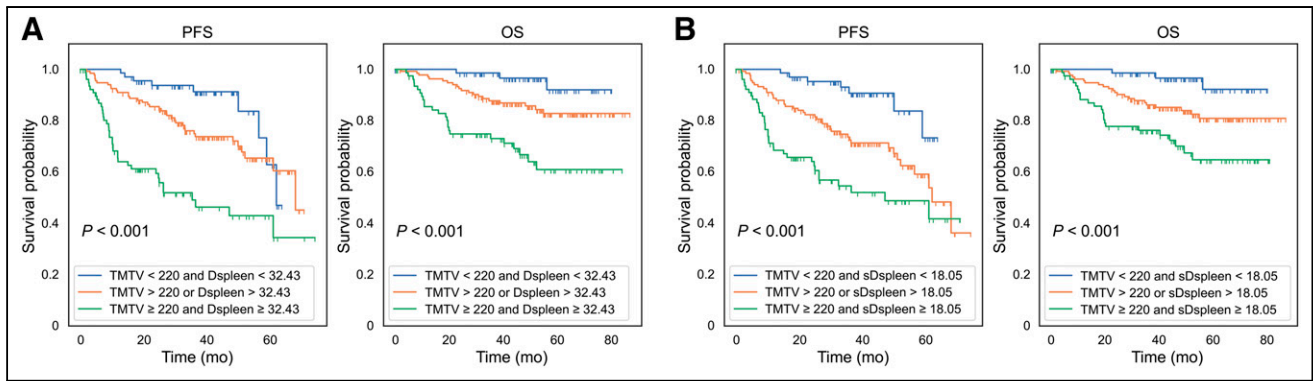 A
PFS
Survival probability
1.0
0.8
0.6
0.4
0.2
0
P < 0.001
TMTV < 220 and Dspleen < 32.43
TMTV > 220 or Dspleen > 32.43
TMTV ≥ 220 and Dspleen ≥ 32.43
0 20 40 60
Time (mo)
OS
Survival probability
1.0
0.8
0.6
0.4
0.2
0
P < 0.001
TMTV < 220 and Dspleen < 32.43
TMTV > 220 or Dspleen > 32.43
TMTV ≥ 220 and Dspleen ≥ 32.43
0 20 40 60 80
Time (mo)
B
PFS
Survival probability
1.0
0.8
0.6
0.4
0.2
0
P < 0.001
TMTV < 220 and sDspleen < 18.05
TMTV > 220 or sDspleen > 18.05
TMTV ≥ 220 and sDspleen ≥ 18.05
0 20 40 60
Time (mo)
OS
Survival probability
1.0
0.8
0.6
0.4
0.2
0
P < 0.001
TMTV < 220 and sDspleen < 18.05
TMTV > 220 or sDspleen > 18.05
TMTV ≥ 220 and sDspleen ≥ 18.05
0 20 40 60 80
Time (mo)